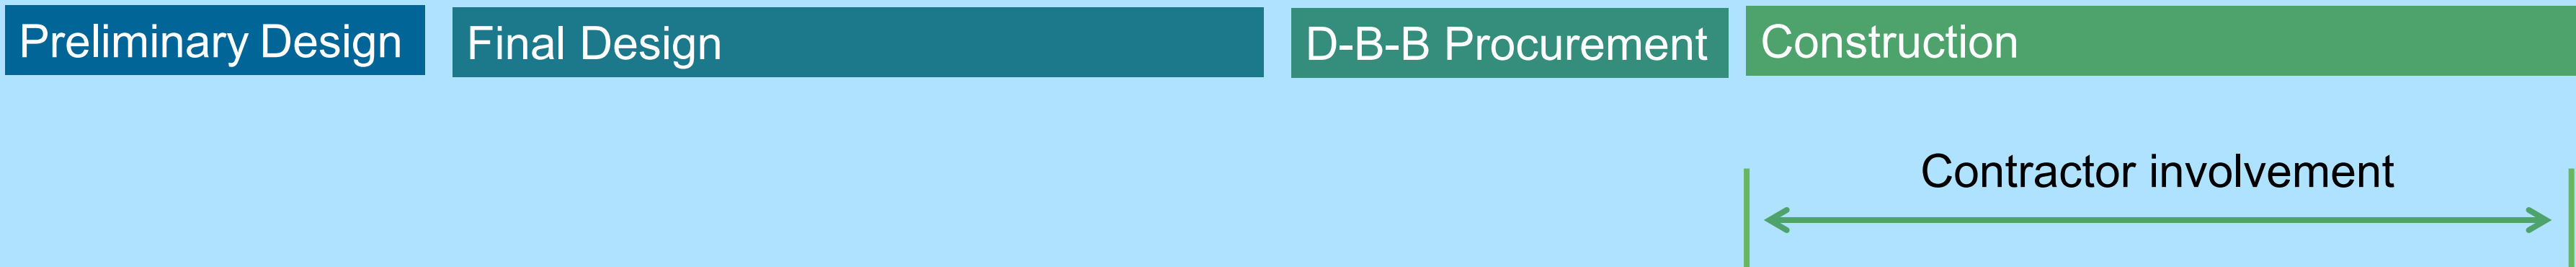 Preliminary Design
Final Design
D-B-B Procurement
Construction
Contractor involvement